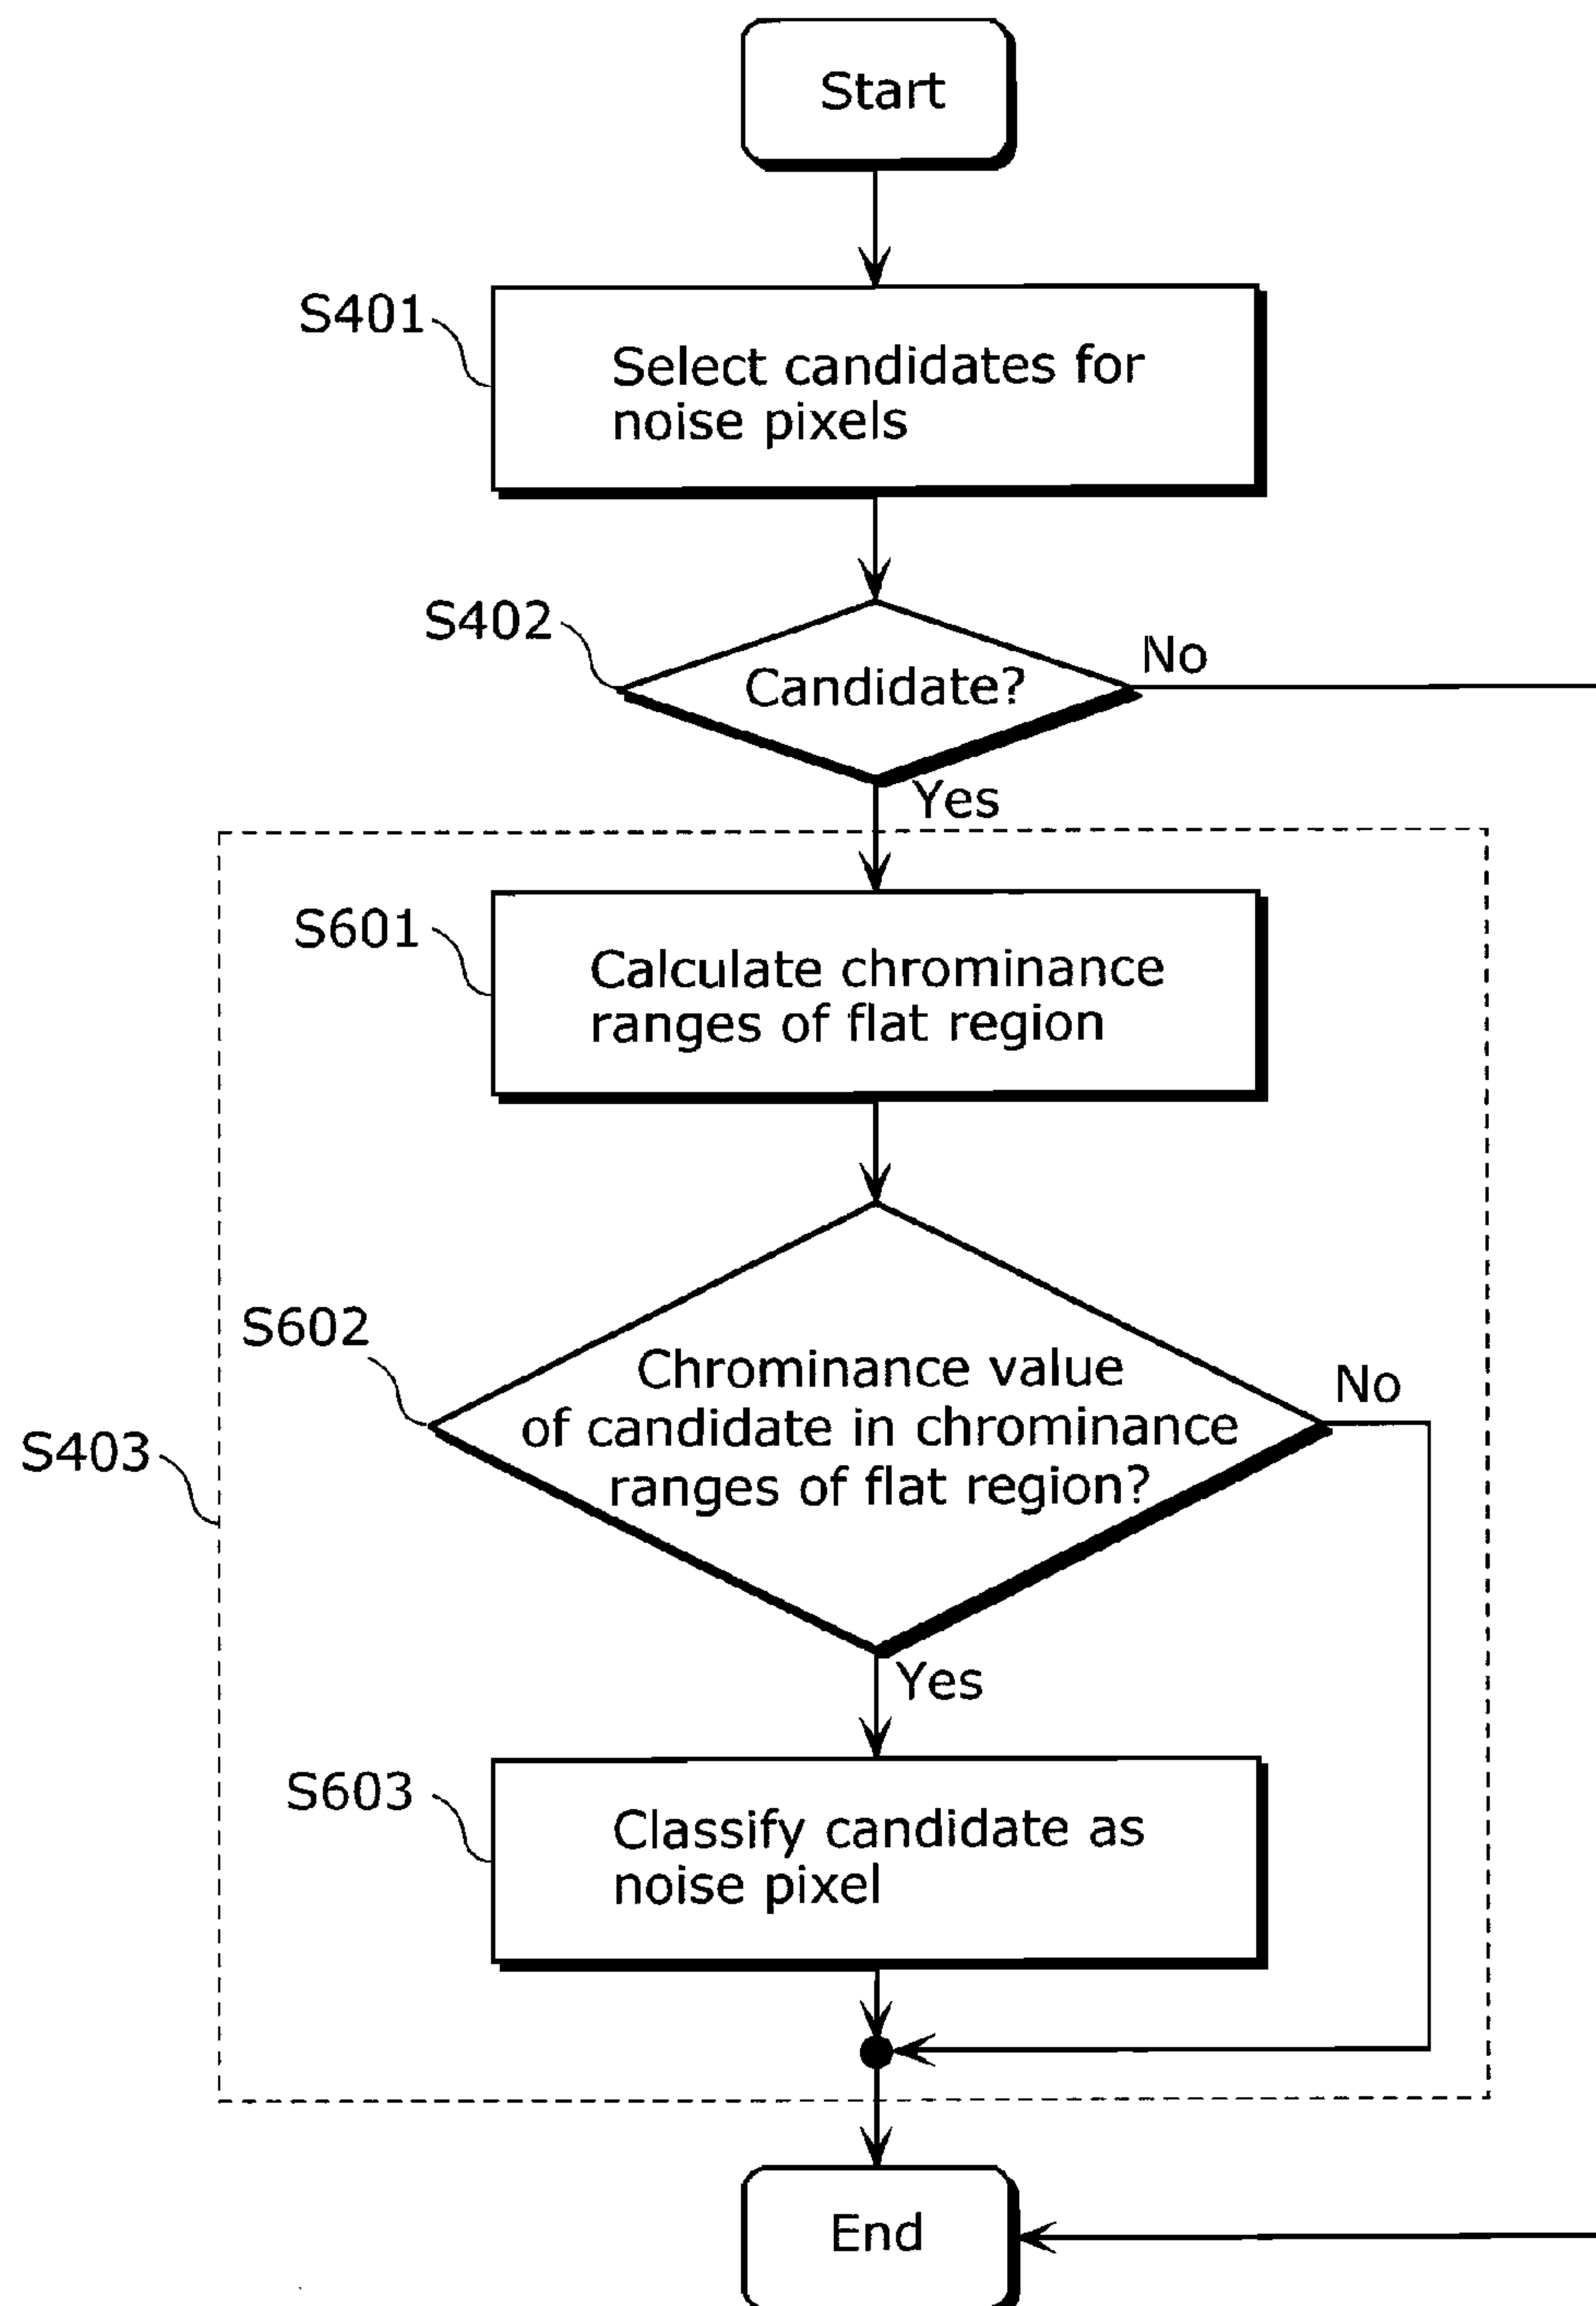 Start
S401
Select candidates for
noise pixels
S402
Candidate?
No
Yes
S601
Calculate chrominance
ranges of flat region
S602
Chrominance value
of candidate in chrominance
ranges of flat region?
No
S403
Yes
S603
Classify candidate as
noise pixel
End